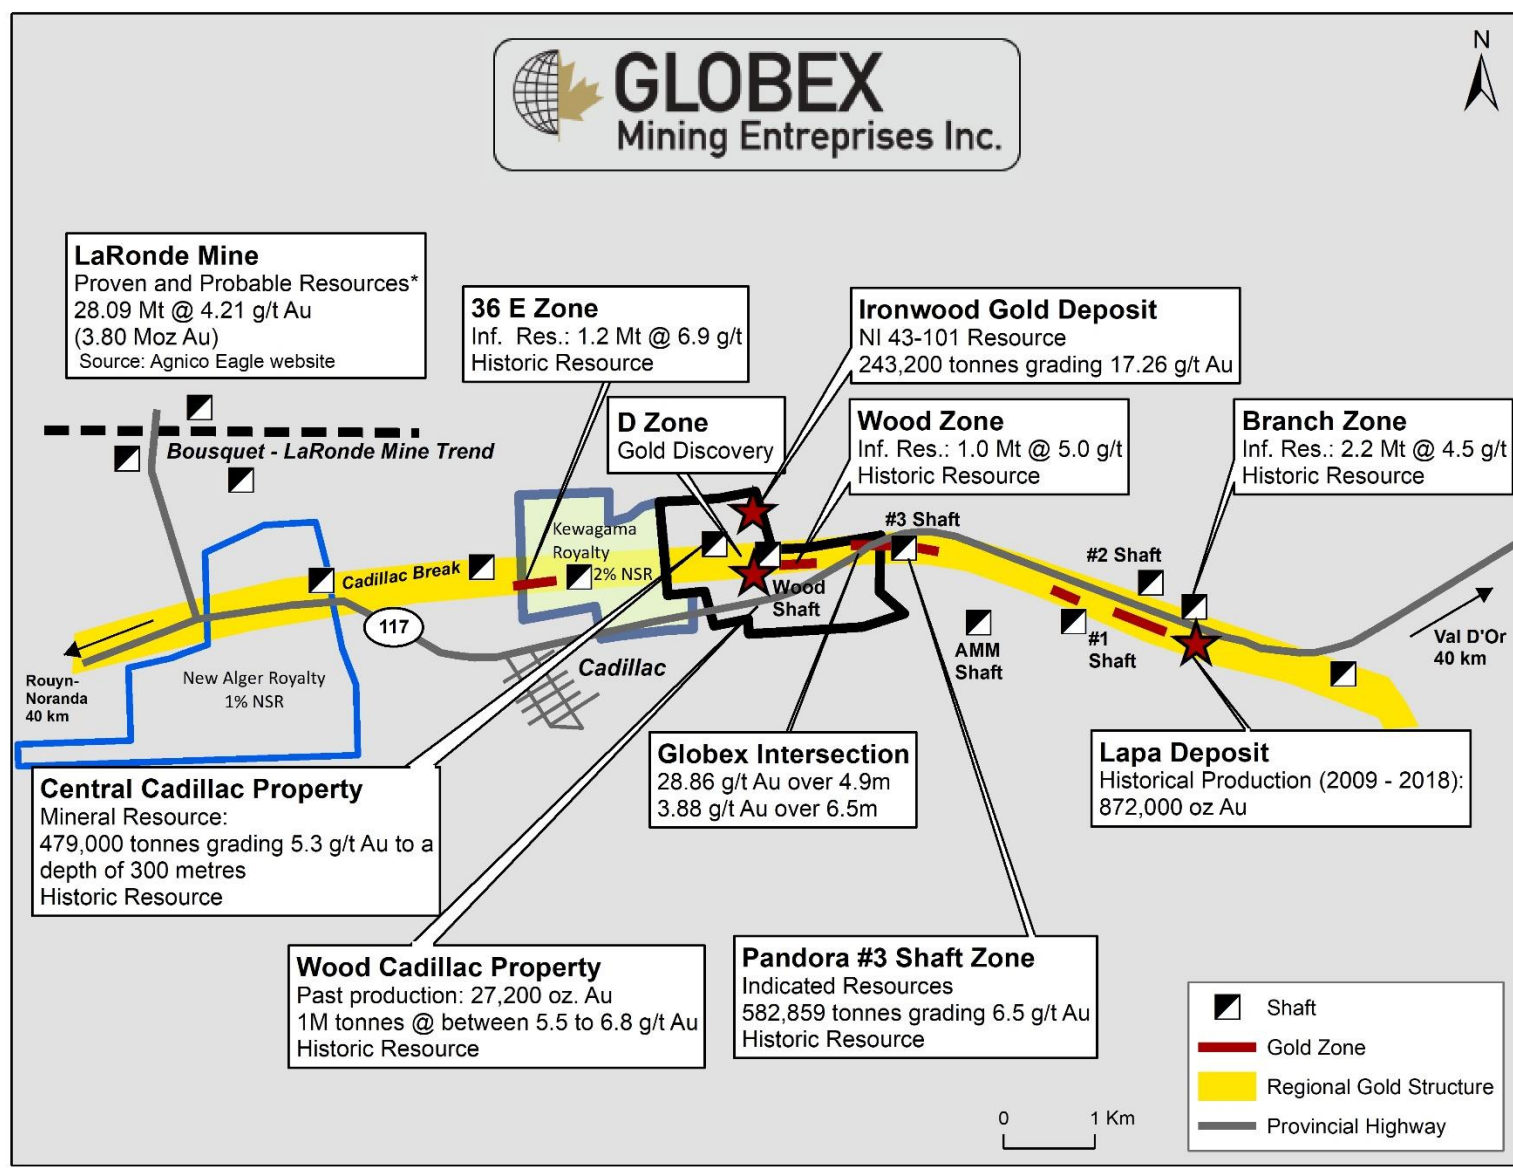 N
GLOBEX
Mining Entreprises Inc.
LaRonde Mine
Proven and Probable Resources*
28.09 Mt @ 4.21 g/t Au
(3.80 Moz Au)
Source: Agnico Eagle website
36 E Zone
Inf. Res.: 1.2 Mt @ 6.9 g/t
Historic Resource
Ironwood Gold Deposit
NI 43-101 Resource
243,200 tonnes grading 17.26 g/t Au
D Zone
Gold Discovery
Wood Zone
Inf. Res.: 1.0 Mt @ 5.0 g/t
Historic Resource
Branch Zone
Inf. Res.: 2.2 Mt @ 4.5 g/t
Historic Resource
Bousquet - LaRonde Mine Trend
Kewagama
Royalty
2% NSR
#3 Shaft
#2 Shaft
Cadillac Break
Wood
Shaft
117
AMM
Shaft
#1
Shaft
Val D'Or
40 km
Rouyn-
Noranda
40 km
New Alger Royalty
1% NSR
Cadillac
Central Cadillac Property
Mineral Resource:
479,000 tonnes grading 5.3 g/t Au to a
depth of 300 metres
Historic Resource
Globex Intersection
28.86 g/t Au over 4.9m
3.88 g/t Au over 6.5m
Lapa Deposit
Historical Production (2009 - 2018):
872,000 oz Au
Wood Cadillac Property
Past production: 27,200 oz. Au
1M tonnes @ between 5.5 to 6.8 g/t Au
Historic Resource
Pandora #3 Shaft Zone
Indicated Resources
582,859 tonnes grading 6.5 g/t Au
Historic Resource
Shaft
Gold Zone
Regional Gold Structure
Provincial Highway
0 1 Km